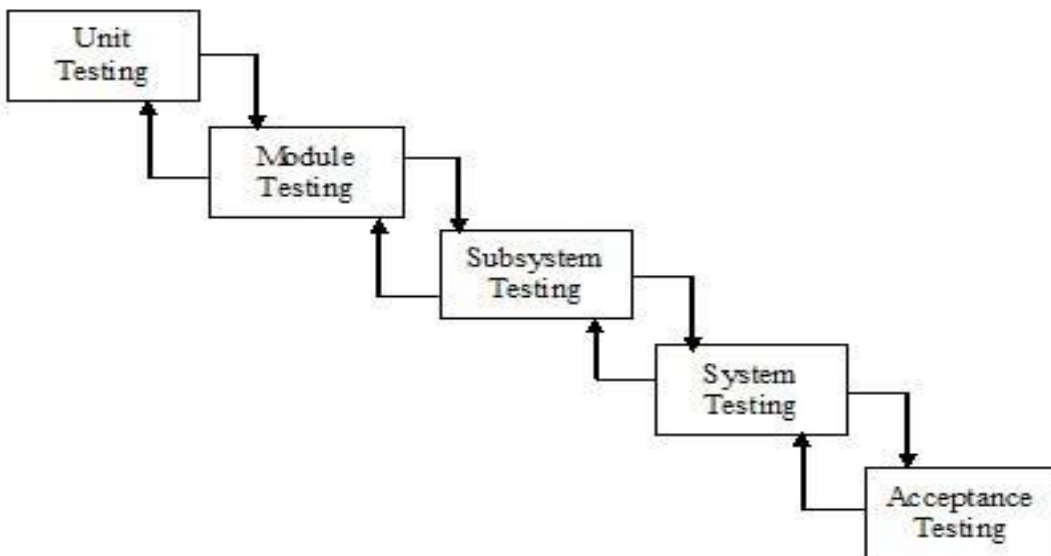 Unit
Testing
Module
Testing
Subsystem
Testing
System
Testing
Acceptance
Testing